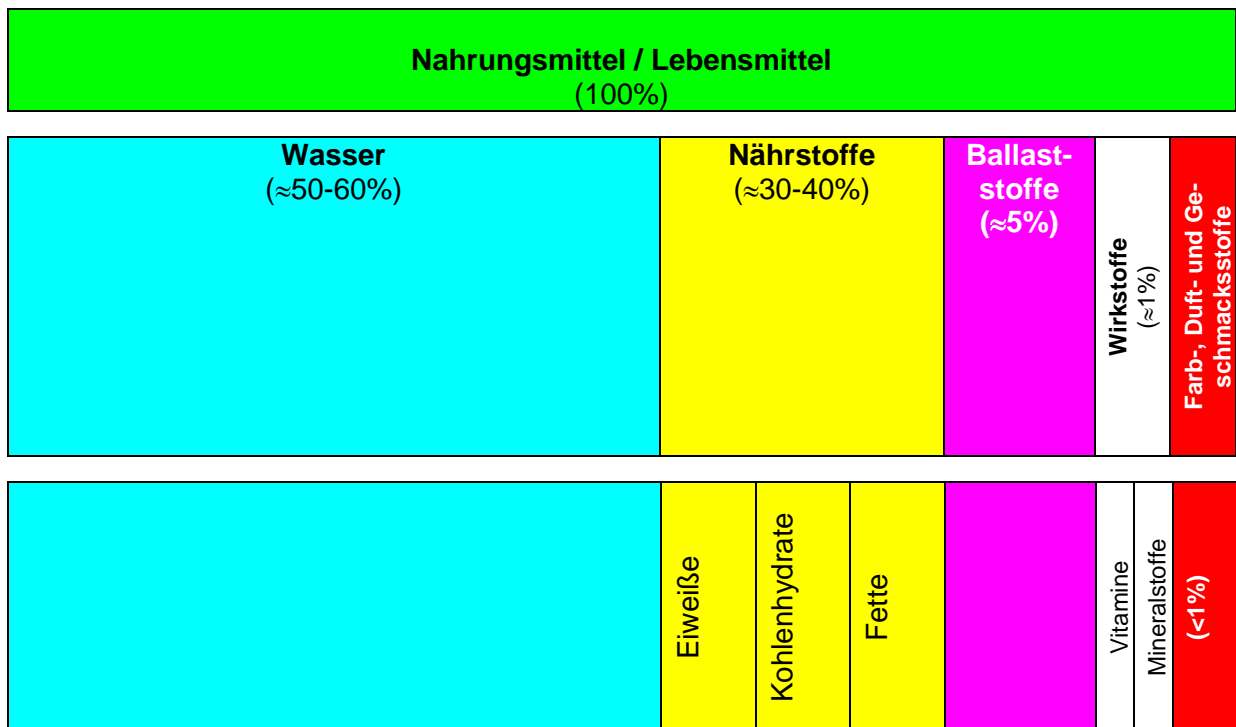 Nahrungsmittel / Lebensmittel
(100%)
Wasser
(≈50-60%)
Nährstoffe
(≈30-40%)
Ballast-
stoffe
(≈5%)
Wirkstoffe
(≈1%)
Farb-, Duft- und Ge-
schmacksstoffe
Eiweiße
Kohlenhydrate
Fette
Vitamine
Mineralstoffe
(<1%)